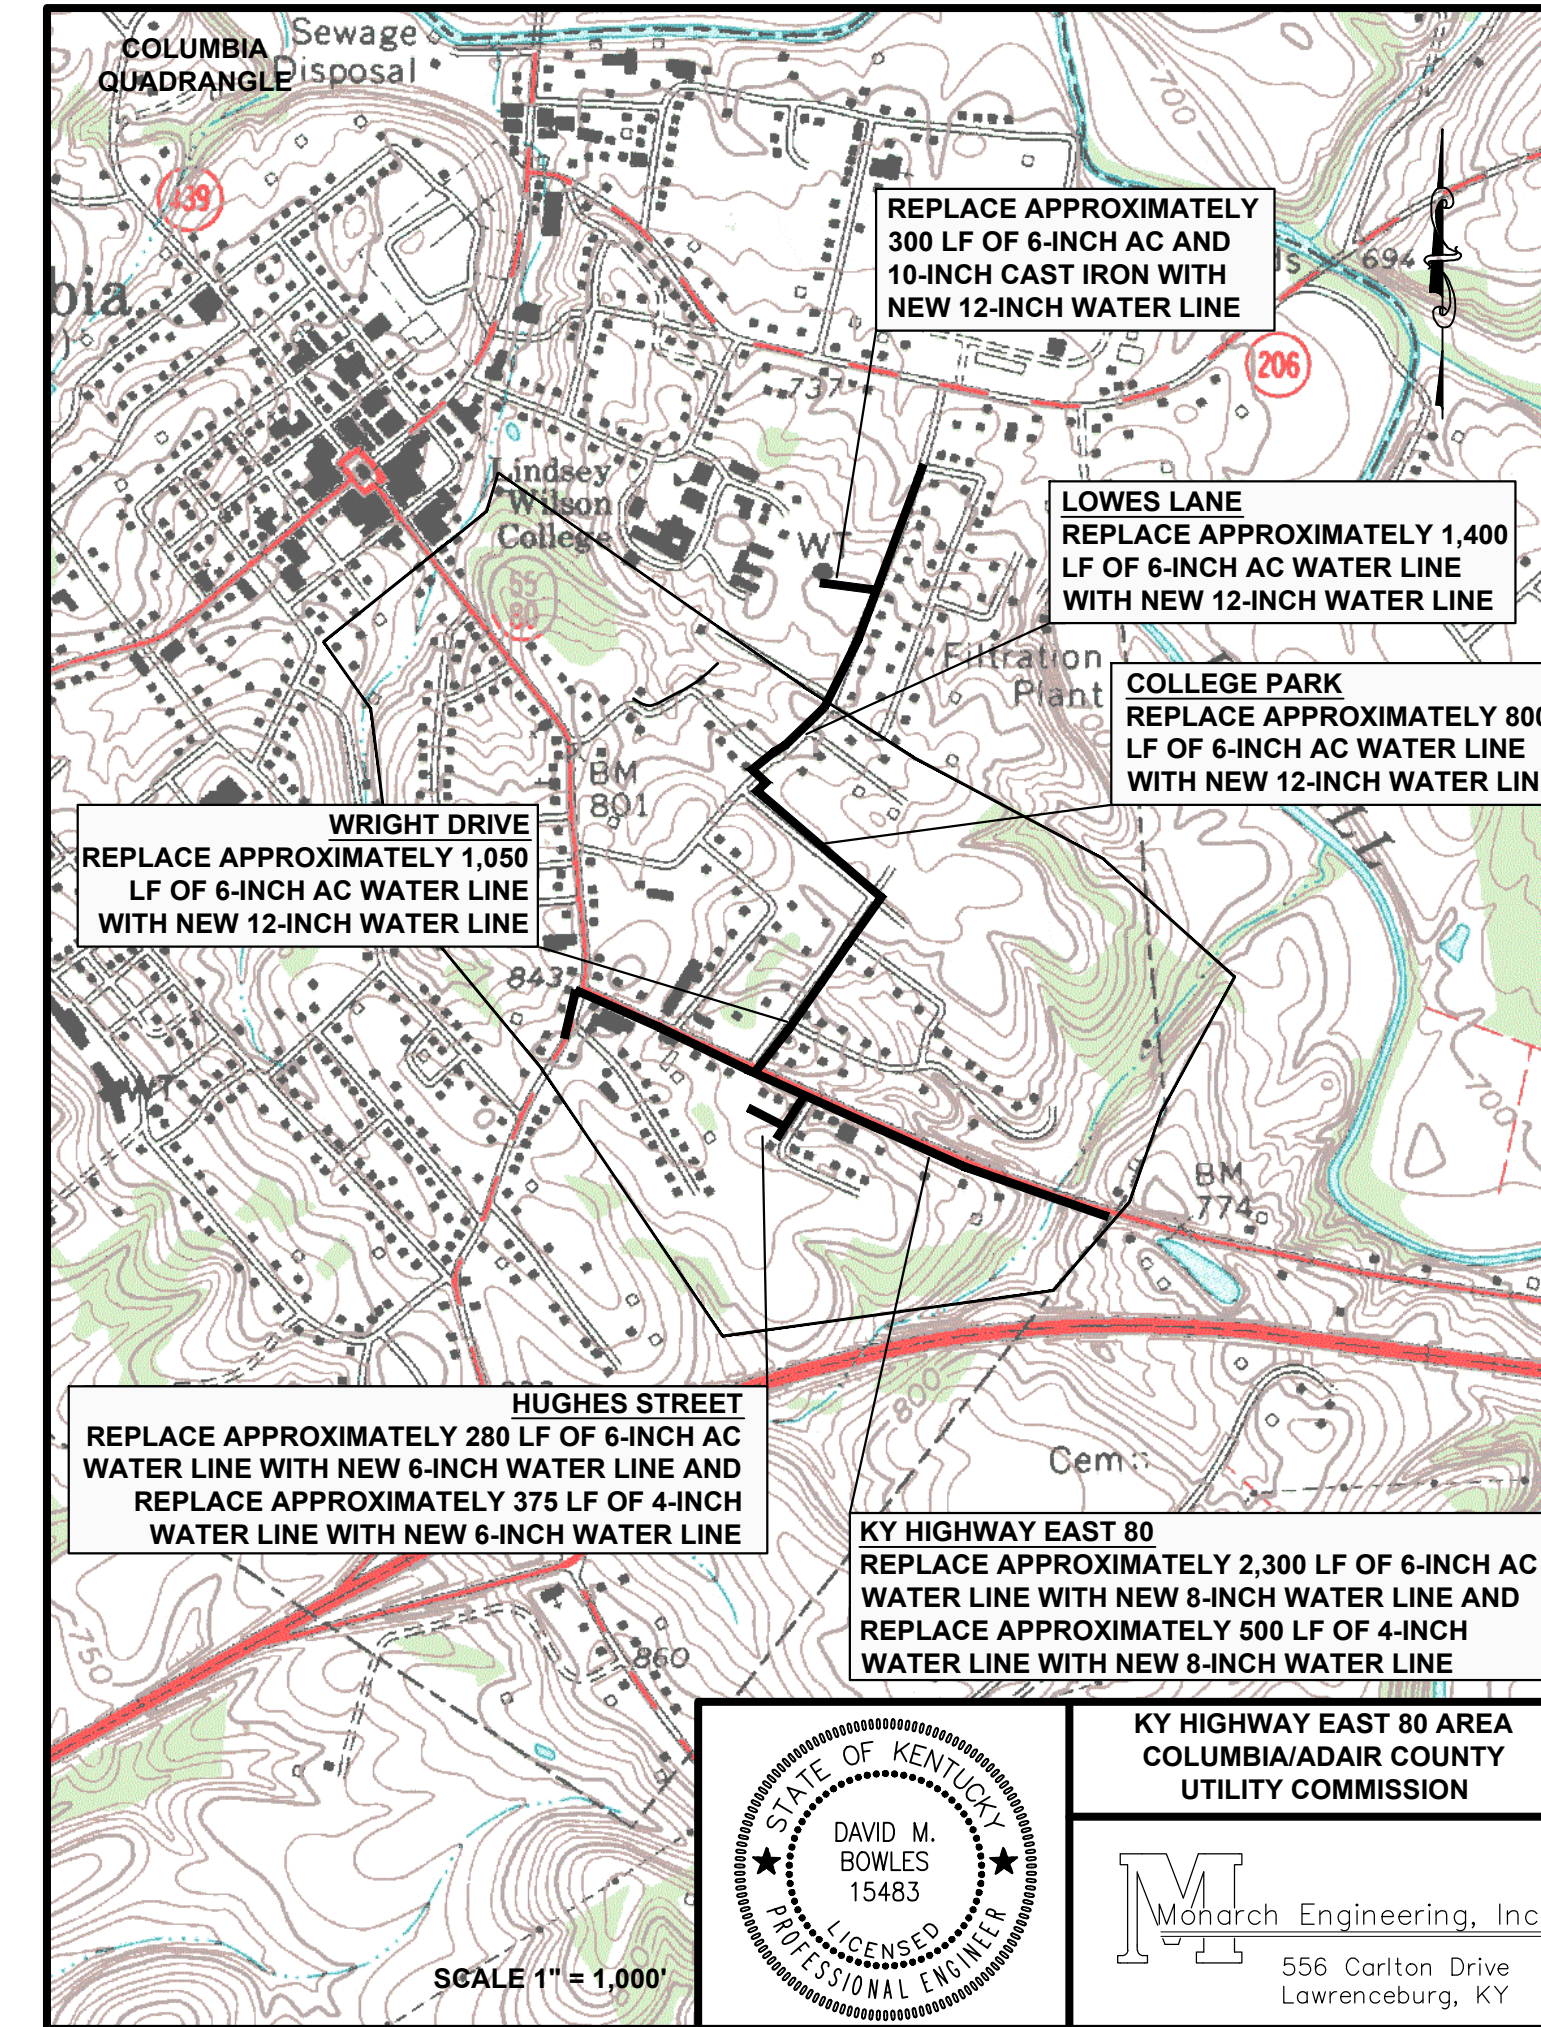 COLUMBIA
QUADRANGLE
Sewage
Disposal
439
bia
700
REPLACE APPROXIMATELY
300 LF OF 6-INCH AC AND
10-INCH CAST IRON WITH
NEW 12-INCH WATER LINE
694
206
737
Lindsey
Wilson
College
55
80
WT
LOWES LANE
REPLACE APPROXIMATELY 1,400
LF OF 6-INCH AC WATER LINE
WITH NEW 12-INCH WATER LINE
Filtration
Plant
COLLEGE PARK
REPLACE APPROXIMATELY 800
LF OF 6-INCH AC WATER LINE
WITH NEW 12-INCH WATER LIN
BM
801
WRIGHT DRIVE
REPLACE APPROXIMATELY 1,050
LF OF 6-INCH AC WATER LINE
WITH NEW 12-INCH WATER LINE
843
WT
700
BM
774
HUGHES STREET
REPLACE APPROXIMATELY 280 LF OF 6-INCH AC
WATER LINE WITH NEW 6-INCH WATER LINE AND
REPLACE APPROXIMATELY 375 LF OF 4-INCH
WATER LINE WITH NEW 6-INCH WATER LINE
800
Cem
KY HIGHWAY EAST 80
REPLACE APPROXIMATELY 2,300 LF OF 6-INCH AC
WATER LINE WITH NEW 8-INCH WATER LINE AND
REPLACE APPROXIMATELY 500 LF OF 4-INCH
WATER LINE WITH NEW 8-INCH WATER LINE
750
860
STATE OF KENTUCKY
DAVID M.
BOWLES
15483
LICENSED
PROFESSIONAL ENGINEER
KY HIGHWAY EAST 80 AREA
COLUMBIA/ADAIR COUNTY
UTILITY COMMISSION
M
Monarch Engineering, Inc
556 Carlton Drive
Lawrenceburg, KY
SCALE 1" = 1,000'